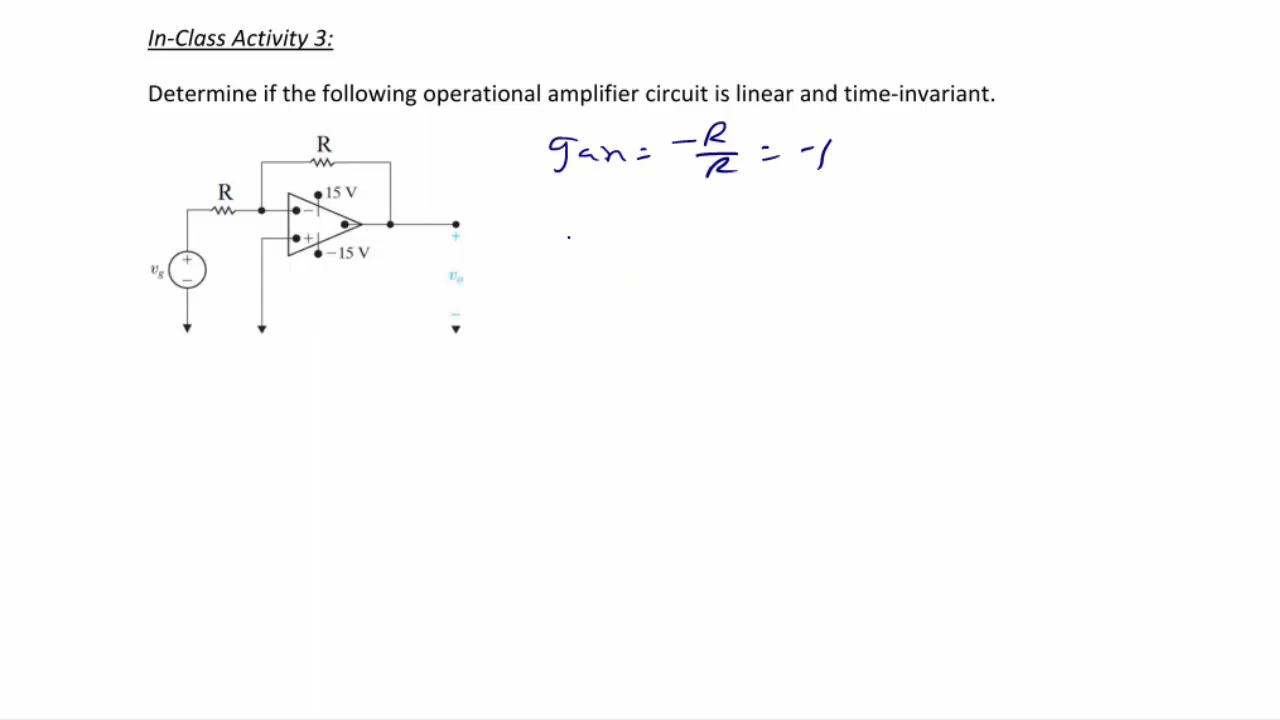 In-Class Activity 3:
Determine if the following operational amplifier circuit is linear and time-invariant.
gan = -R/R = -1
R
R
15 V
-
+
-15 V
vg
+
-
+
vo
-